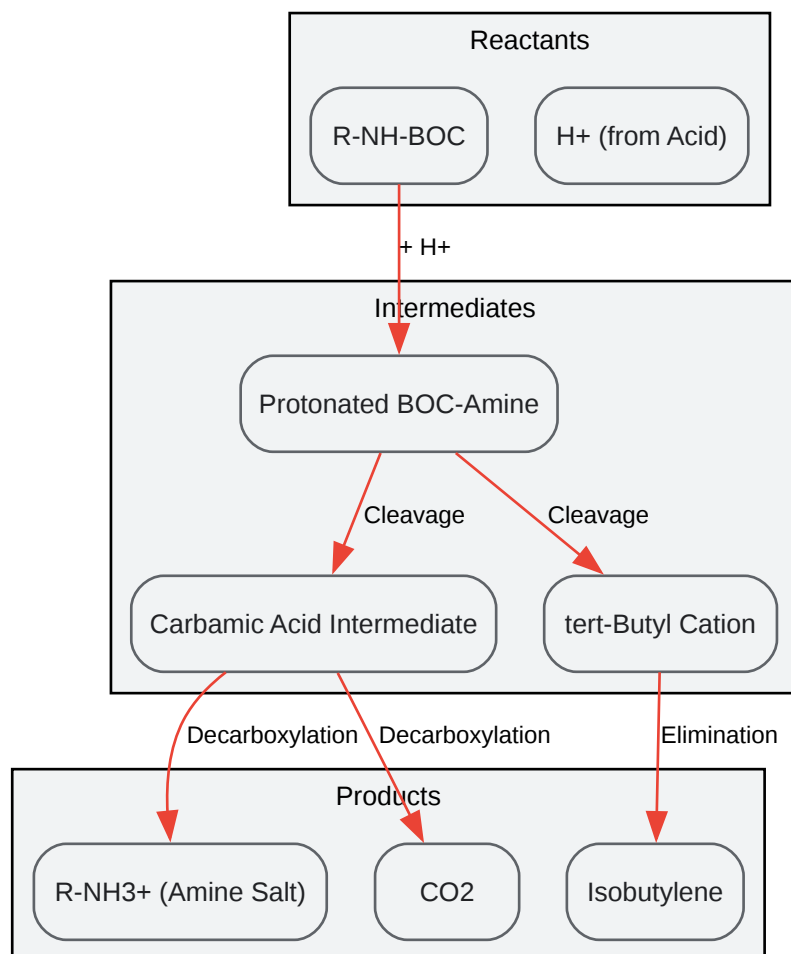 Reactants
R-NH-BOC
H+ (from Acid)
+ H+
Intermediates
Protonated BOC-Amine
Cleavage
Cleavage
Carbamic Acid Intermediate
tert-Butyl Cation
Decarboxylation
Decarboxylation
Elimination
Products
R-NH3+ (Amine Salt)
CO2
Isobutylene